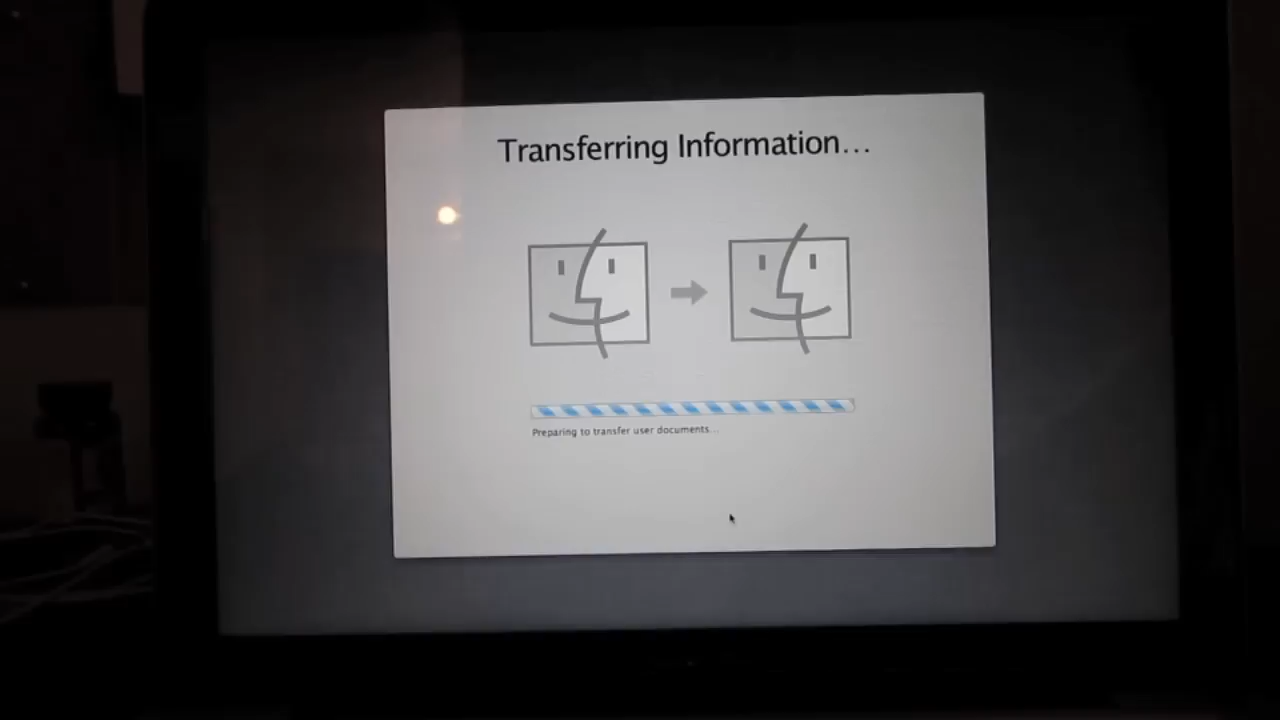 Transferring Information...
Preparing to transfer user documents...